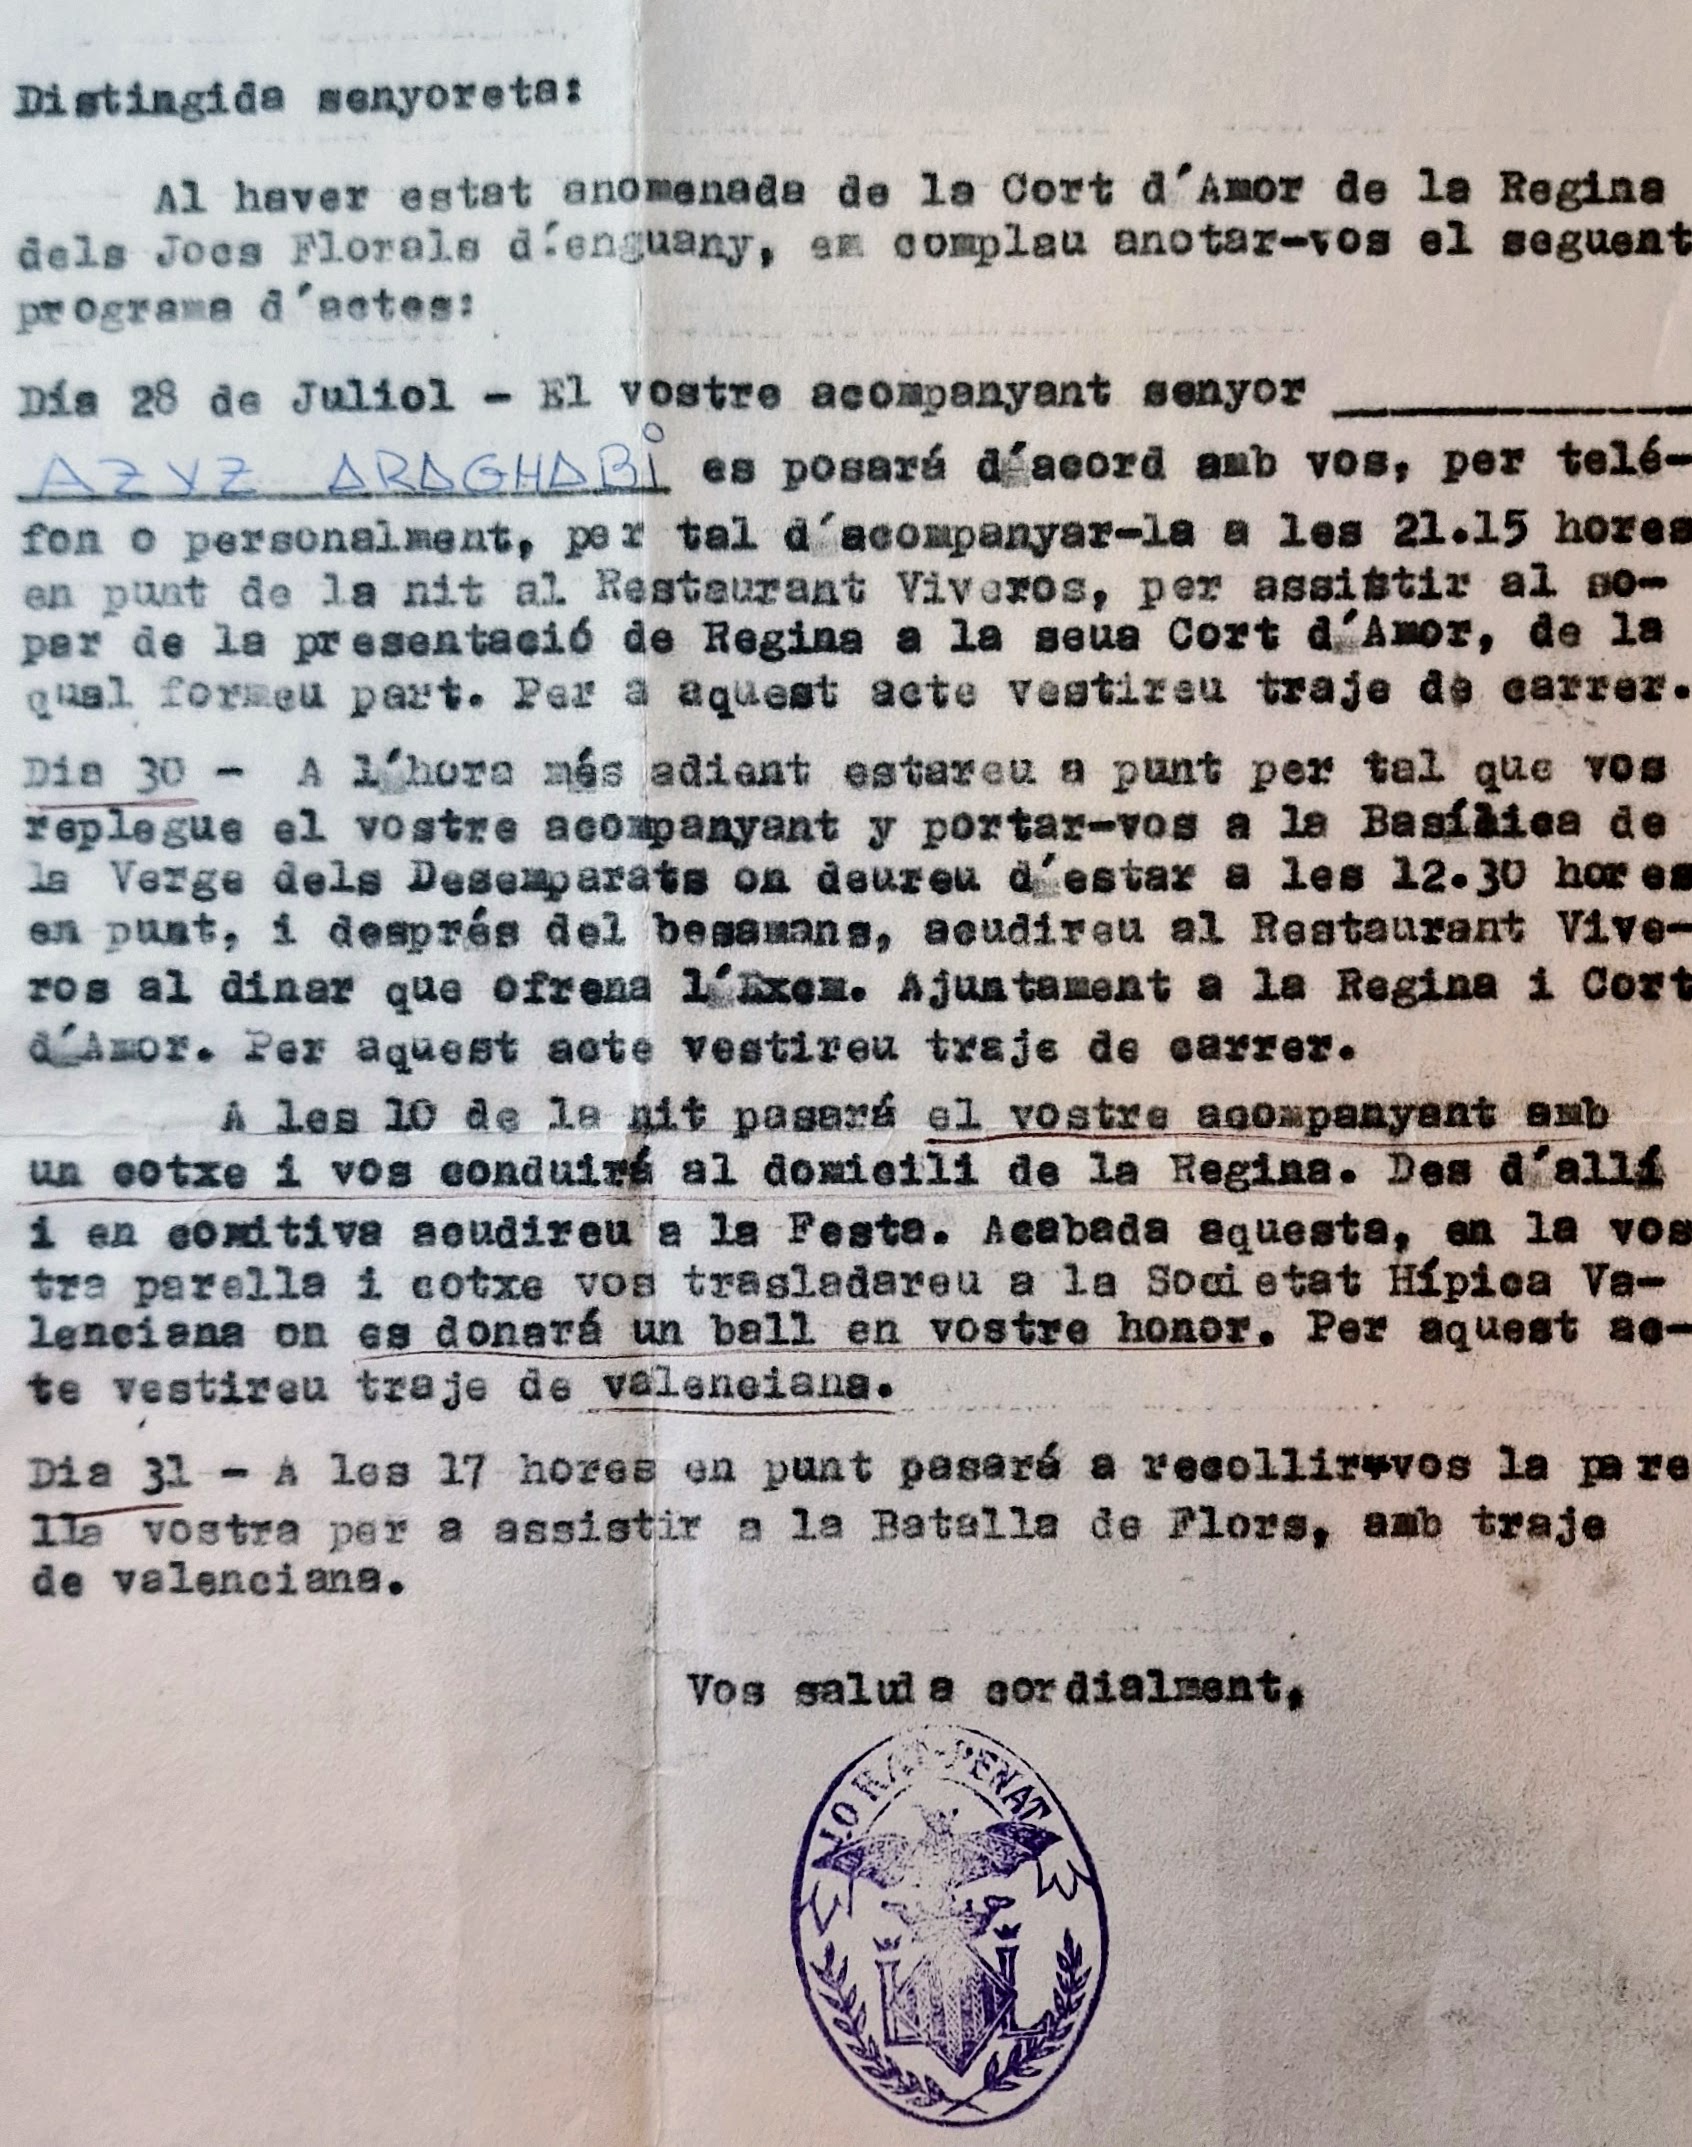 Distingida senyoreta:
Al haver estat anomenada de la Cort d´Amor de la Regina
dels Jocs Florals d´enguany, em complau anotar-vos el seguent
programa d´actes:
Día 28 de Juliol - El vostre acompanyant senyor ____________
AZYZ ARAGHABi es posará d´acord amb vos, per telé-
fon o personalment, per tal d´acompanyar-la a les 21.15 hores
en punt de la nit al Restaurant Viveros, per assistir al so-
par de la presentació de Regina a la seua Cort d´Amor, de la
qual formeu part. Per a aquest acte vestireu traje de carrer.
Dia 30 - A l´hora més adient estareu a punt per tal que vos
replegue el vostre acompanyant y portar-vos a la Basílica de
la Verge dels Desemparats on deureu d´estar a les 12.30 hores
en punt, i després del besamans, acudireu al Restaurant Vive-
ros al dinar que ofrena l´Excm. Ajuntament a la Regina i Cort
d´Amor. Per aquest acte vestireu traje de carrer.
A les 10 de la nit pasará el vostre acompanyant amb
un cotxe i vos conduirá al domicili de la Regina. Des d´allí
i en comitiva acudireu a la Festa. Acabada aquesta, en la vos
tra parella i cotxe vos trasladareu a la Societat Hípica Va-
lenciana on es donará un ball en vostre honor. Per aquest ac-
te vestireu traje de valenciana.
Dia 31 - A les 17 hores en punt pasará a recollir-vos la pare
lla vostra per a assistir a la Batalla de Flors, amb traje
de valenciana.
Vos saluda cordialment,
LO RAT-PENAT
L L